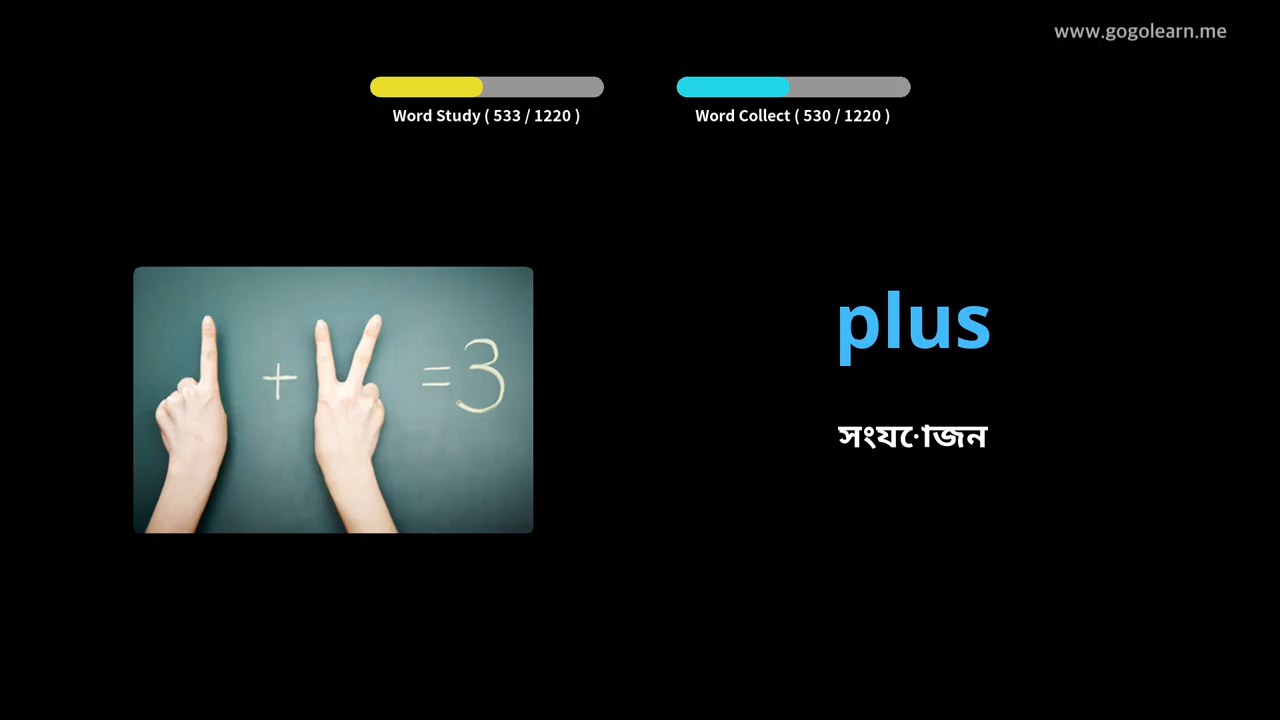 www.gogolearn.me
Word Study ( 533 / 1220 )
Word Collect ( 530 / 1220 )
+ = 3
plus
সংযোজন